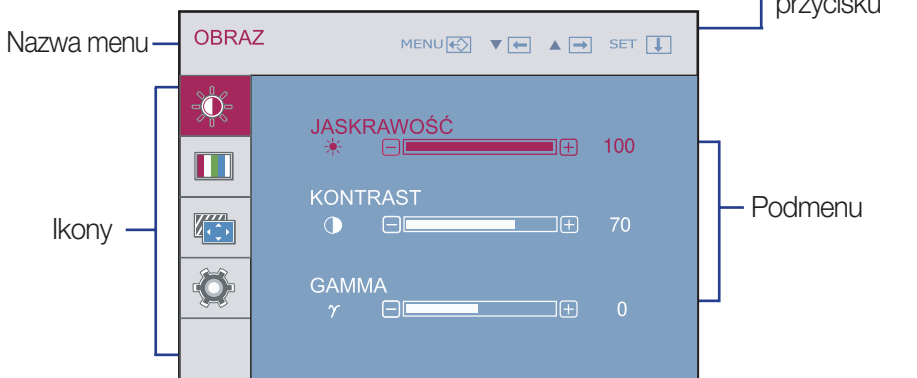 przycisku
Nazwa menu
OBRAZ
MENU ▼ ▲ SET
JASKRAWOŚĆ
100
KONTRAST
70
GAMMA
γ 0
Ikony
Podmenu